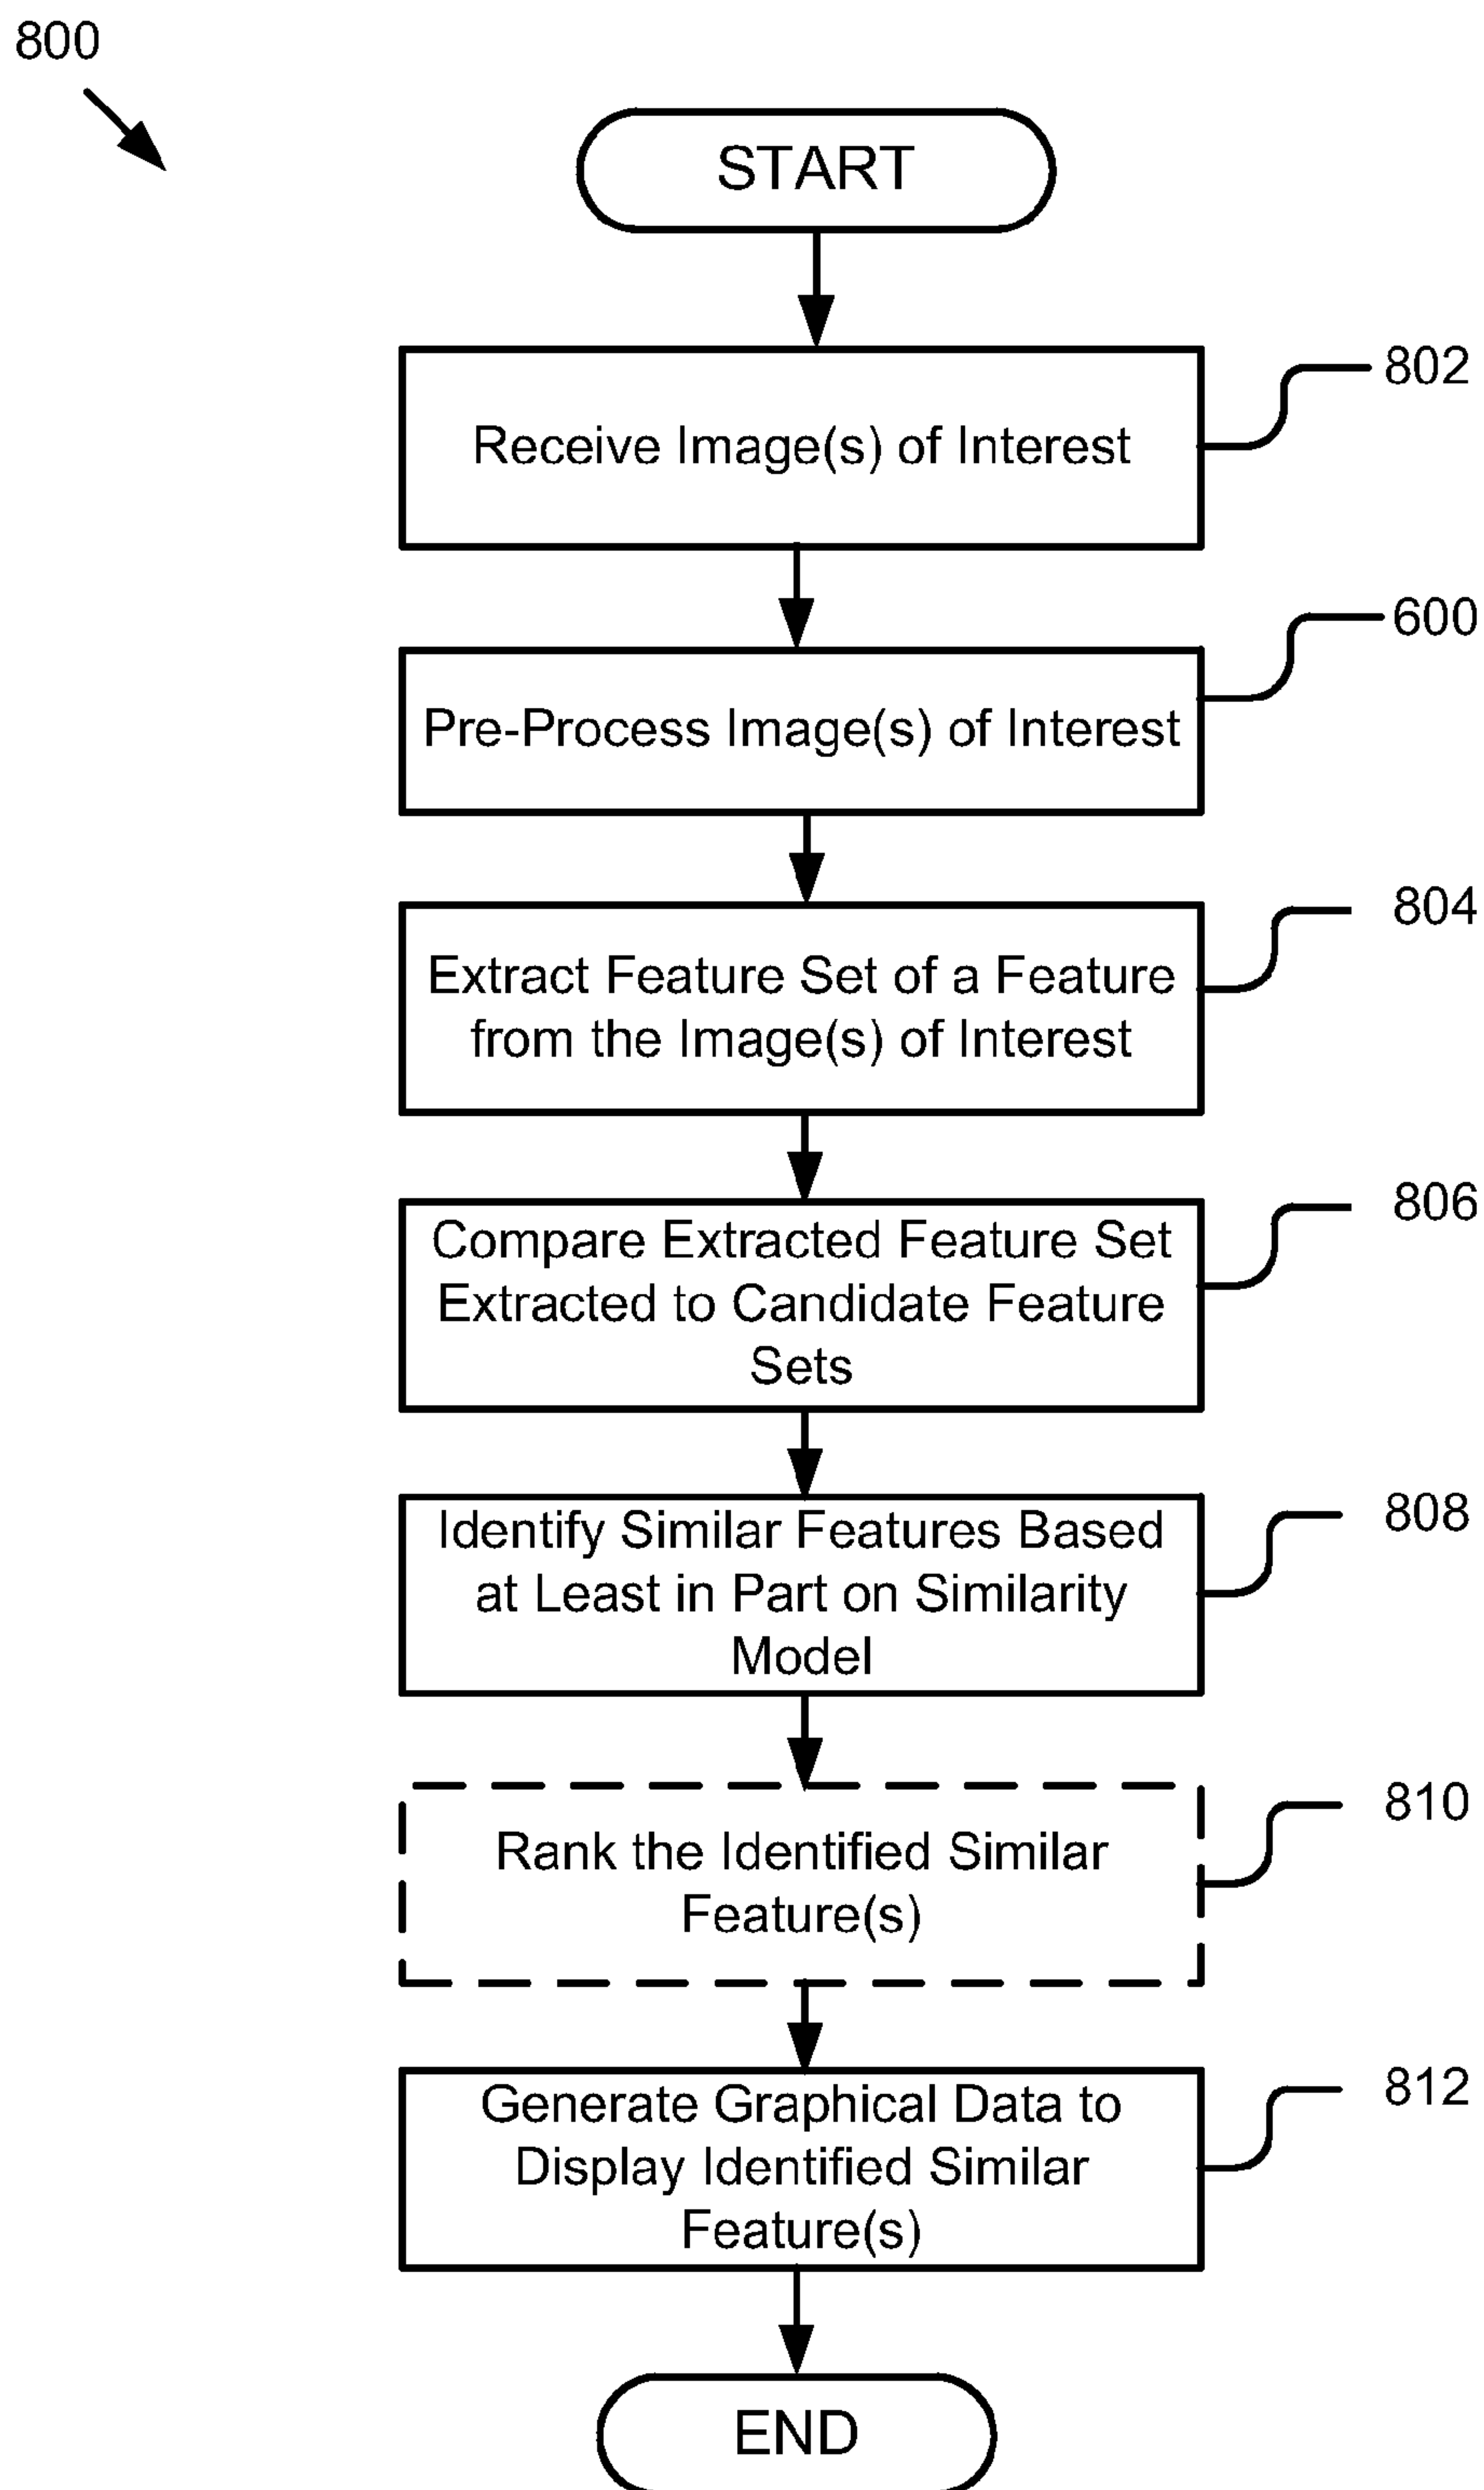 800
START
Receive Image(s) of Interest
802
Pre-Process Image(s) of Interest
600
Extract Feature Set of a Feature
from the Image(s) of Interest
804
Compare Extracted Feature Set
Extracted to Candidate Feature
Sets
806
Identify Similar Features Based
at Least in Part on Similarity
Model
808
Rank the Identified Similar
Feature(s)
810
Generate Graphical Data to
Display Identified Similar
Feature(s)
812
END